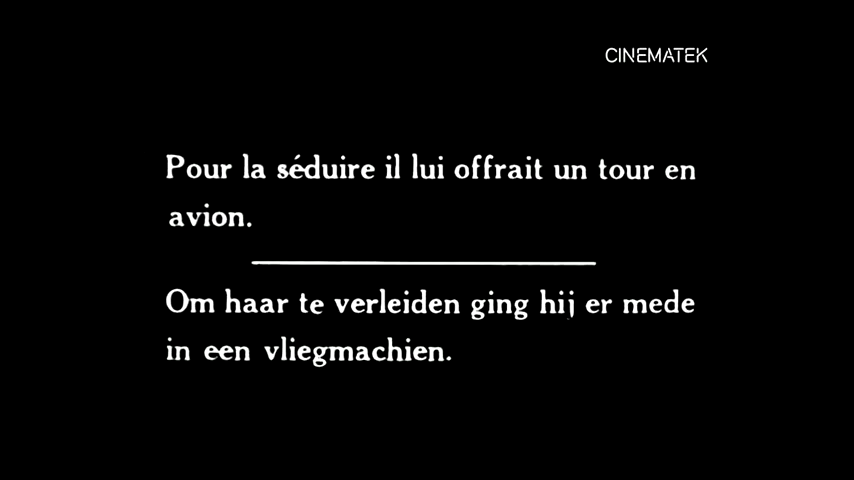 CINEMATEK
Pour la séduire il lui offrait un tour en
avion.
Om haar te verleiden ging hij er mede
in een vliegmachien.